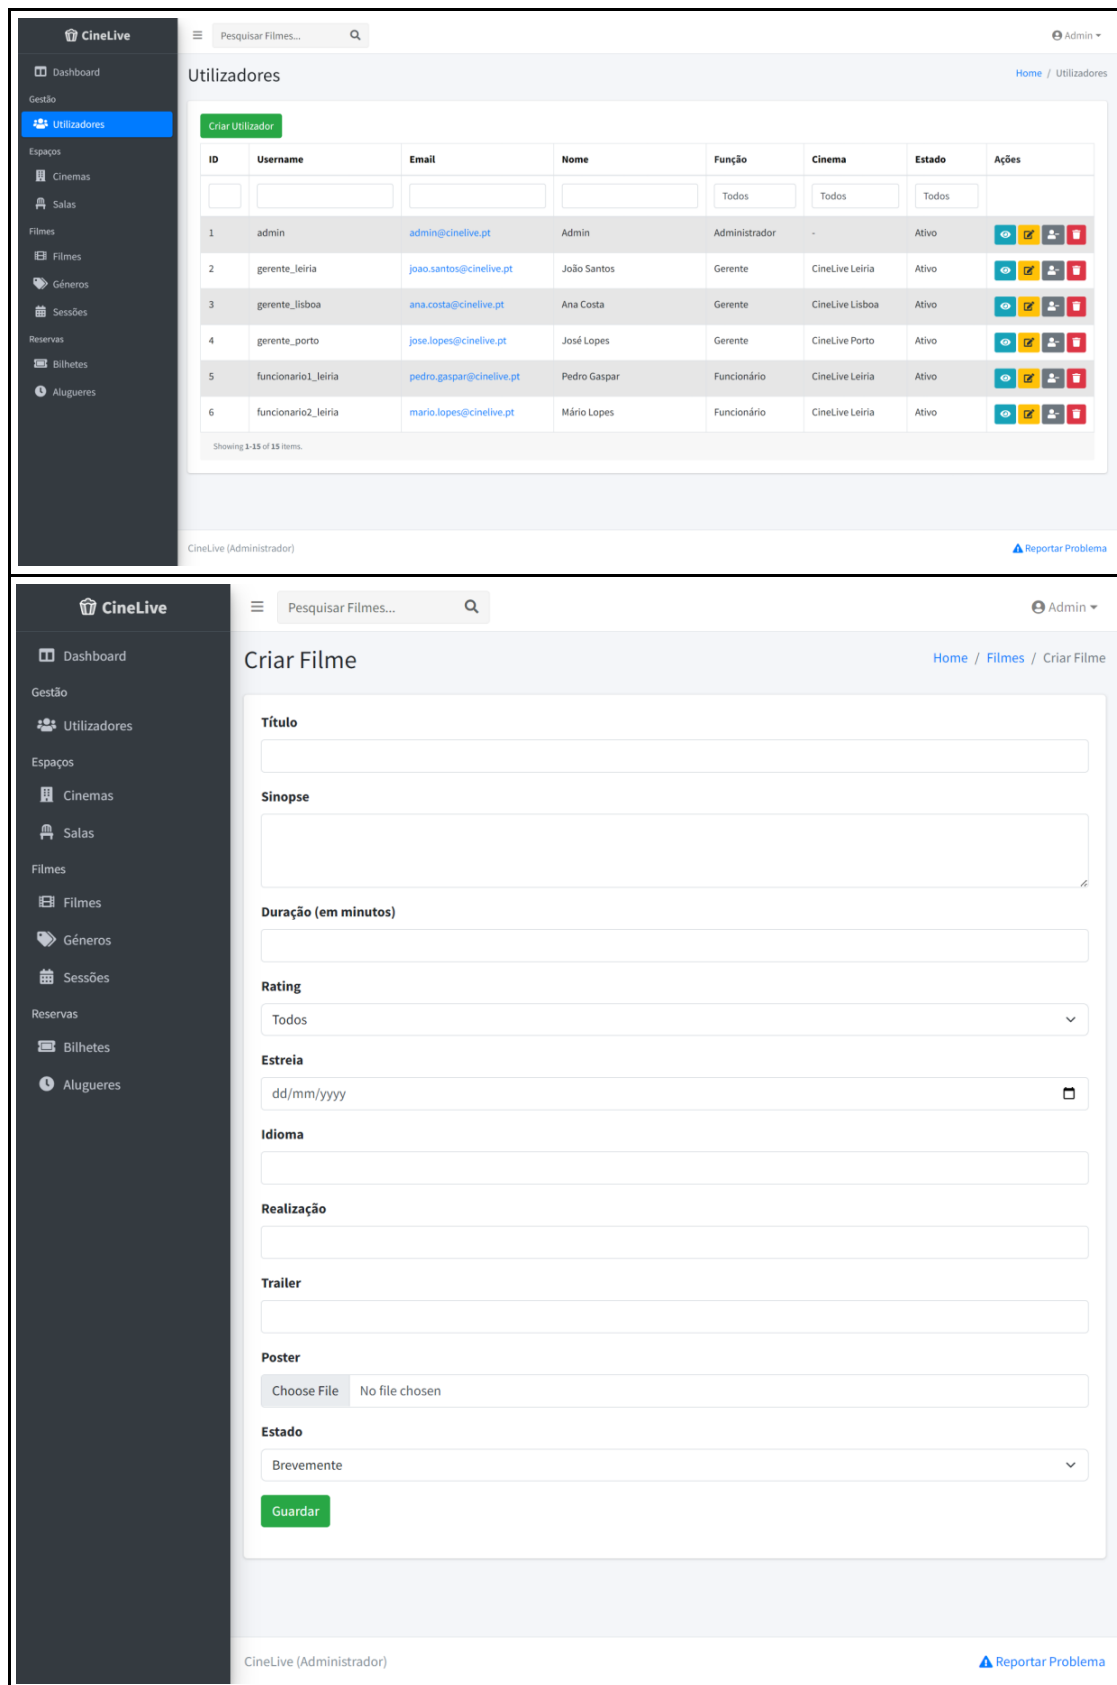 CineLive
Pesquisar Filmes...
Admin
Dashboard
Gestão
Utilizadores
Espaços
Cinemas
Salas
Filmes
Filmes
Géneros
Sessões
Reservas
Bilhetes
Alugueres
Utilizadores
Home / Utilizadores
Criar Utilizador
ID Username Email Nome Função Cinema Estado Ações
Todos Todos Todos
1 admin admin@cinelive.pt Admin Administrador - Ativo
2 gerente_leiria joao.santos@cinelive.pt João Santos Gerente CineLive Leiria Ativo
3 gerente_lisboa ana.costa@cinelive.pt Ana Costa Gerente CineLive Lisboa Ativo
4 gerente_porto jose.lopes@cinelive.pt José Lopes Gerente CineLive Porto Ativo
5 funcionario1_leiria pedro.gaspar@cinelive.pt Pedro Gaspar Funcionário CineLive Leiria Ativo
6 funcionario2_leiria mario.lopes@cinelive.pt Mário Lopes Funcionário CineLive Leiria Ativo
Showing 1-15 of 15 items.
CineLive (Administrador)
Reportar Problema
CineLive
Pesquisar Filmes...
Admin
Dashboard
Gestão
Utilizadores
Espaços
Cinemas
Salas
Filmes
Filmes
Géneros
Sessões
Reservas
Bilhetes
Alugueres
Criar Filme
Home / Filmes / Criar Filme
Título
Sinopse
Duração (em minutos)
Rating
Todos
Estreia
dd/mm/yyyy
Idioma
Realização
Trailer
Poster
Choose File No file chosen
Estado
Brevemente
Guardar
CineLive (Administrador)
Reportar Problema